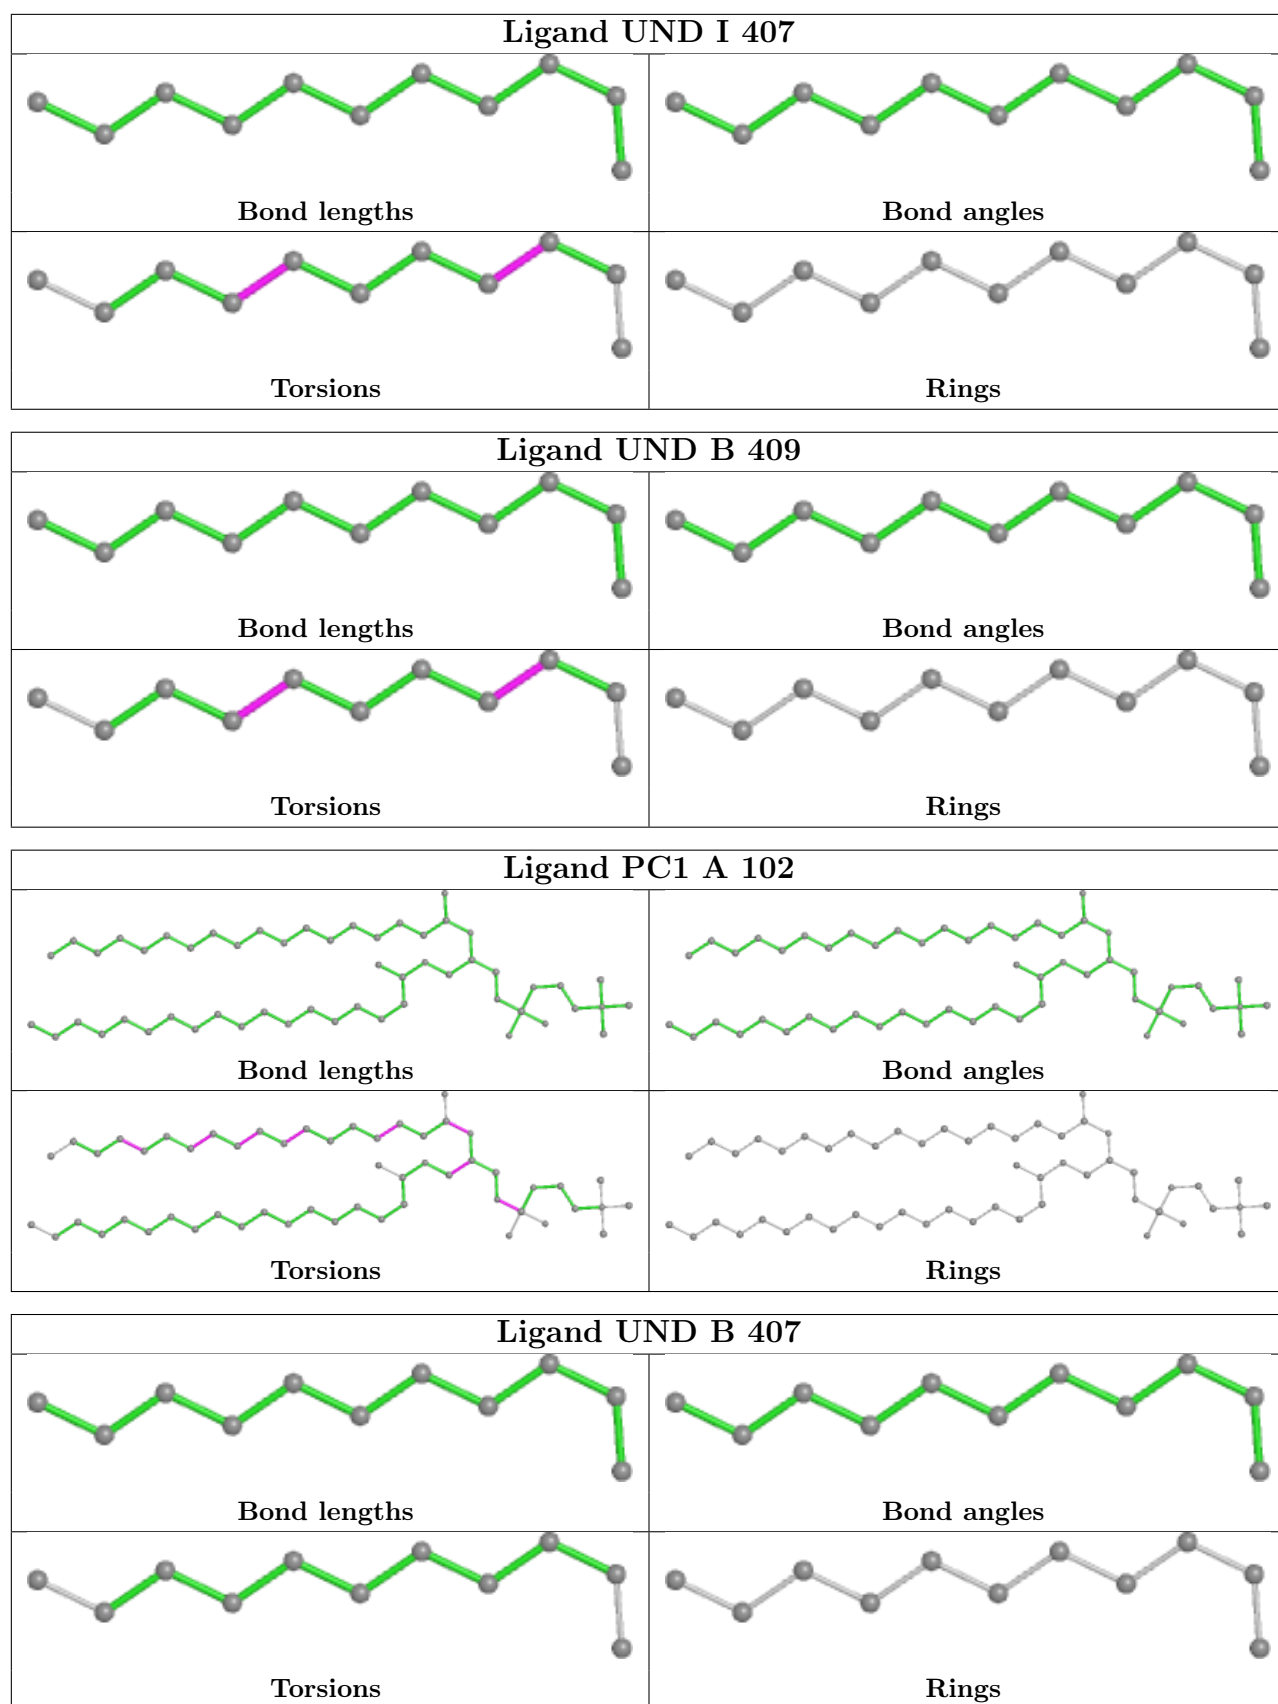 Ligand UND I 407
Bond lengths
Bond angles
Torsions
Rings
Ligand UND B 409
Bond lengths
Bond angles
Torsions
Rings
Ligand PC1 A 102
Bond lengths
Bond angles
Torsions
Rings
Ligand UND B 407
Bond lengths
Bond angles
Torsions
Rings